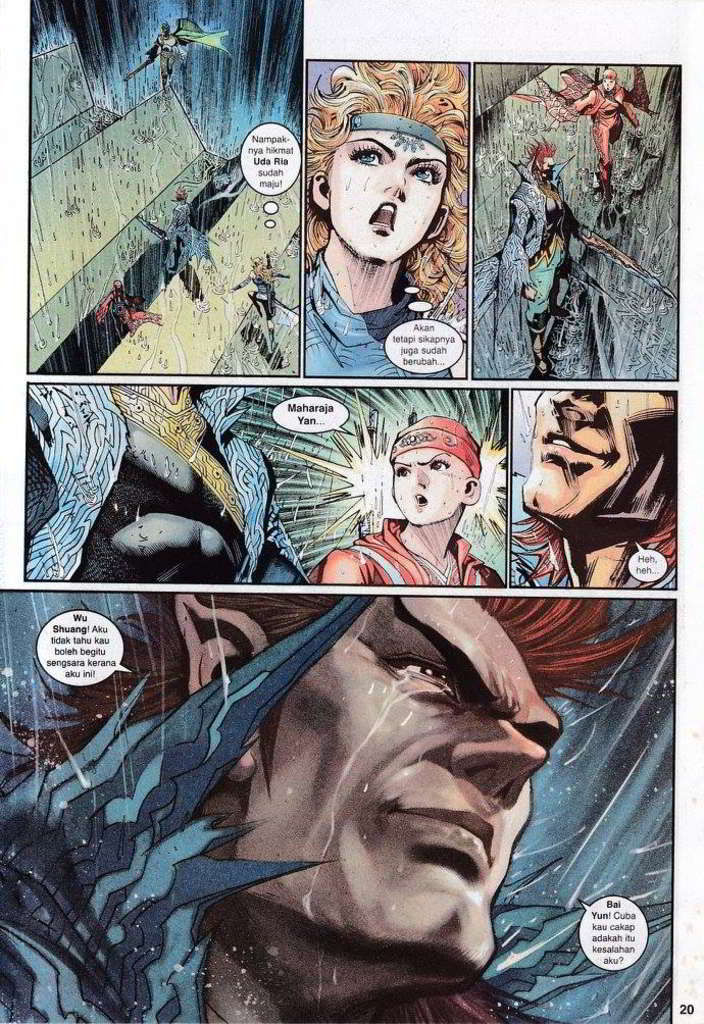 Nampak-
nya hikmat
Uda Ria
sudah
maju!
Akan
tetapi sikapnya
juga sudah
berubah...
Maharaja
Yan...
Heh,
heh...
Wu
Shuang! Aku
tidak tahu kau
boleh begitu
sengsara kerana
aku ini!
Bai
Yun! Cuba
kau cakap
adakah itu
kesalahan
aku?
20